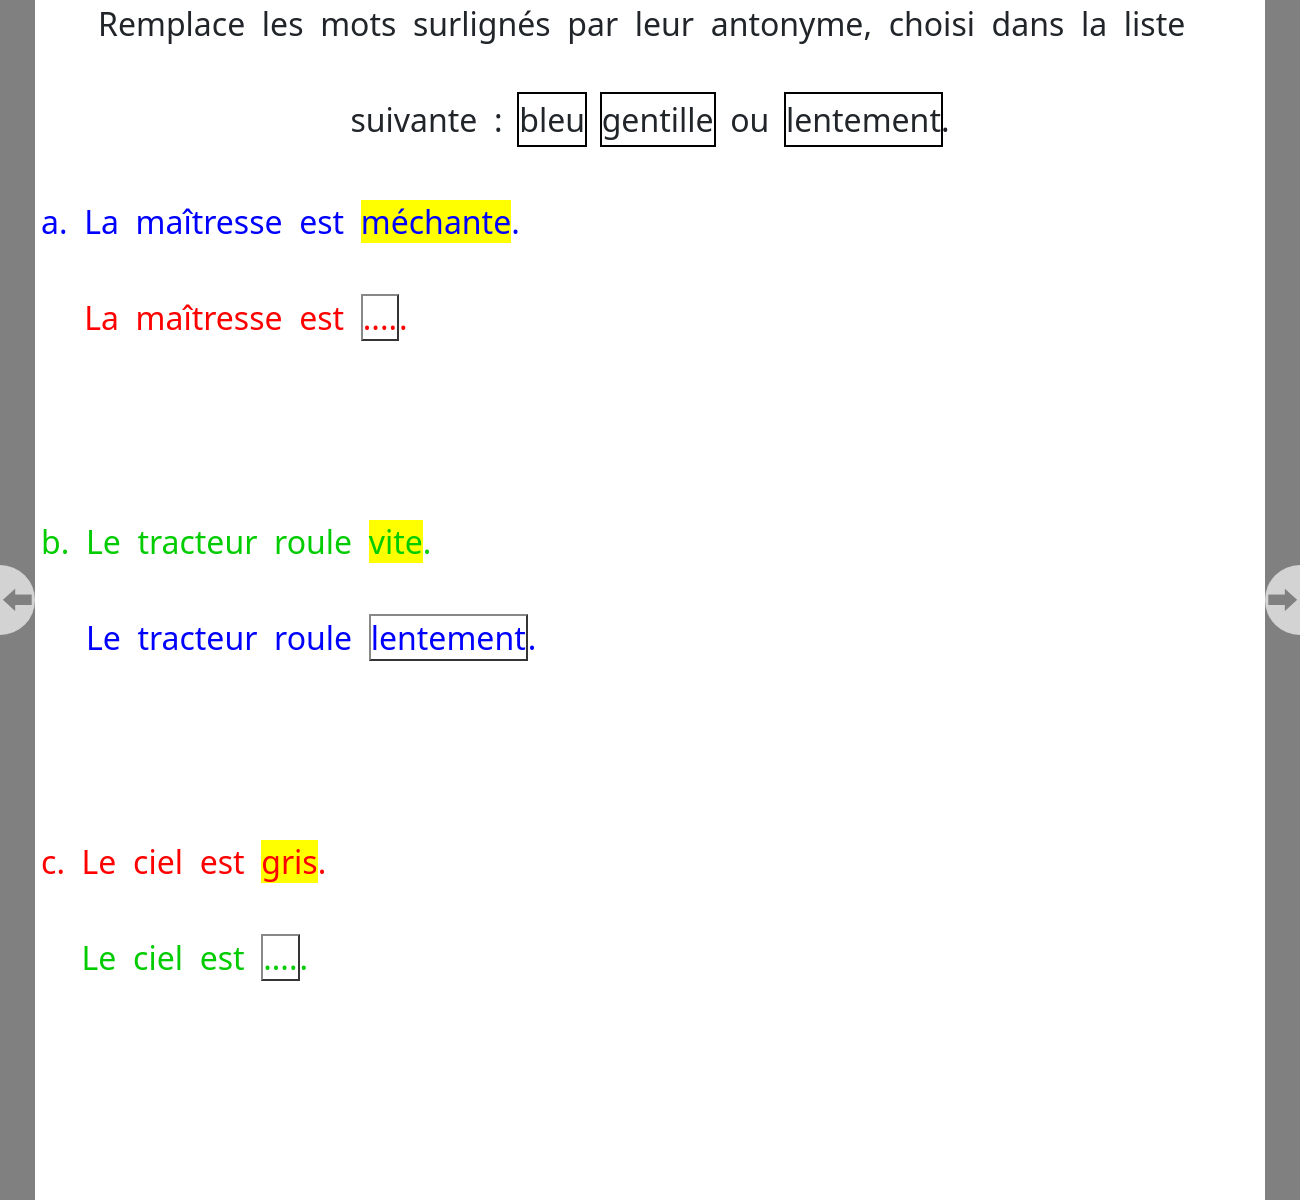 Remplace les mots surlignés par leur antonyme, choisi dans la liste
suivante : bleu gentille ou lentement.
a. La maîtresse est méchante.
La maîtresse est .....
b. Le tracteur roule vite.
Le tracteur roule lentement.
c. Le ciel est gris.
Le ciel est .....